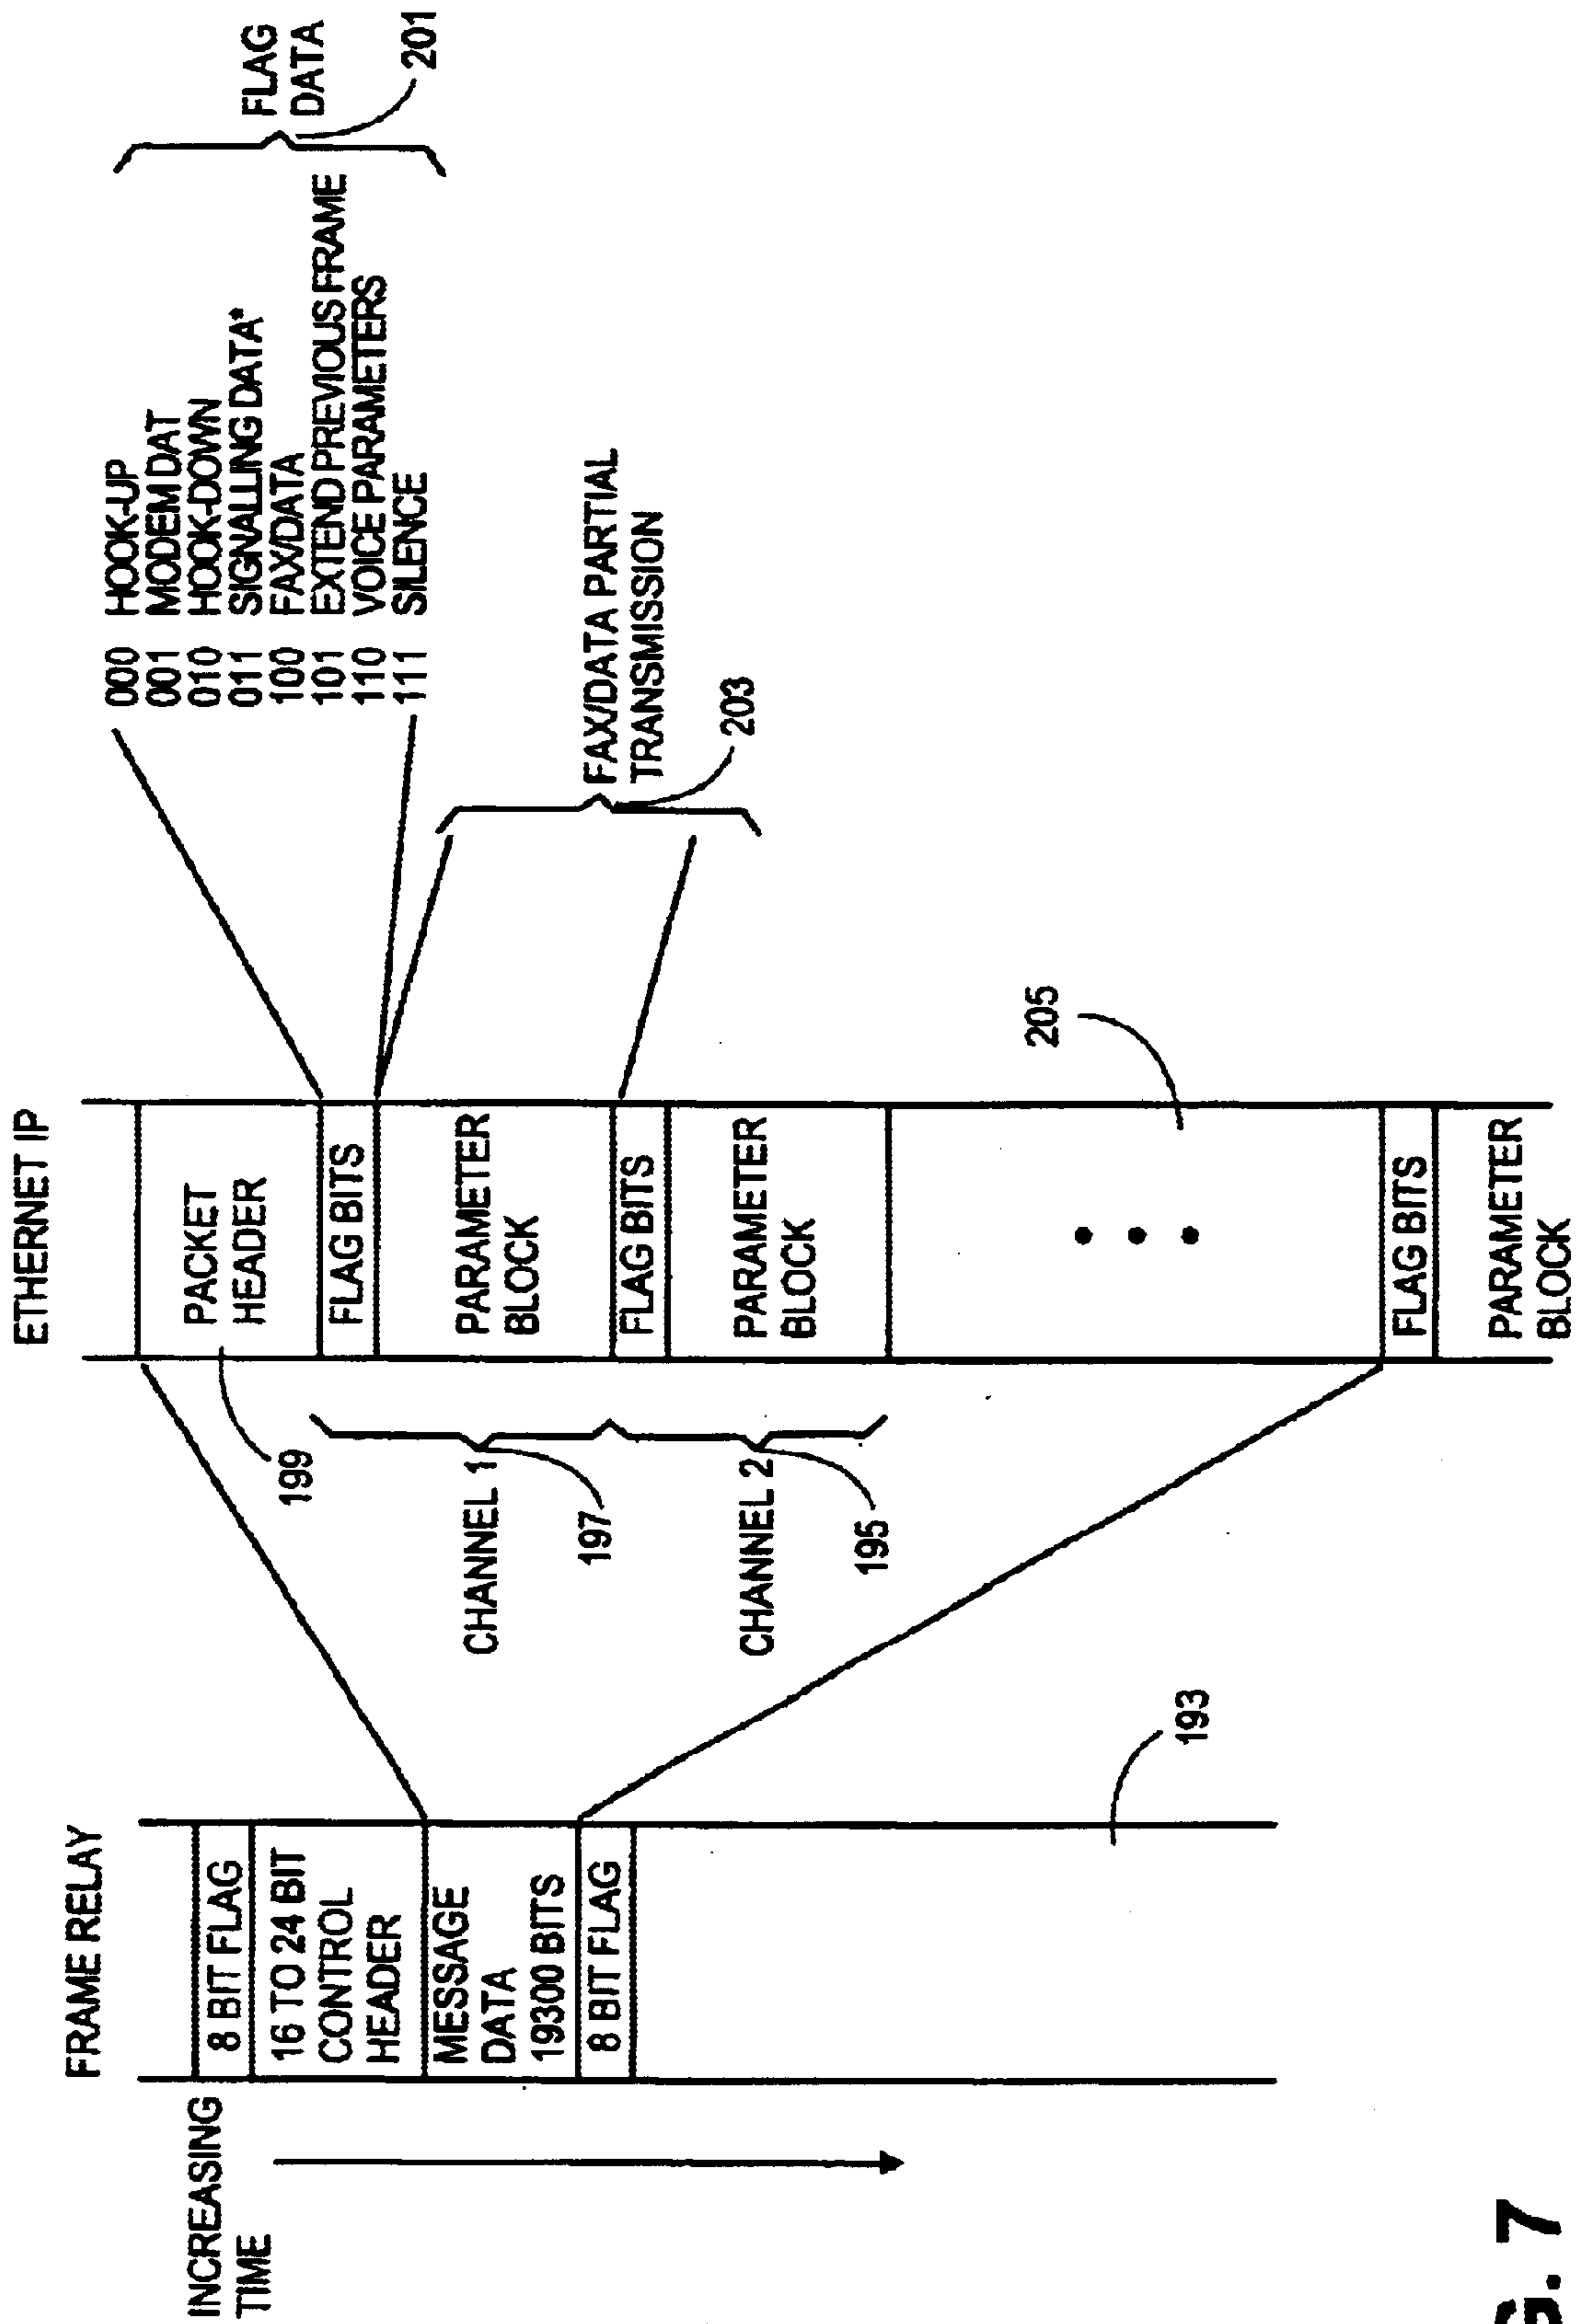 INCREASING
TIME
FRAME RELAY
8 BIT FLAG
16 TO 24 BIT
CONTROL
HEADER
MESSAGE
DATA
19300 BITS
8 BIT FLAG
193
ETHERNET IP
PACKET
HEADER
199
FLAG BITS
PARAMETER
BLOCK
FLAG BITS
PARAMETER
BLOCK
CHANNEL 1
197
CHANNEL 2
195
205
FLAG BITS
PARAMETER
BLOCK
000 HOOK-UP
001 MODEM DAT
010 HOOK-DOWN
011 SIGNALLING DATA*
100 FAX/DATA
101 EXTEND PREVIOUS FRAME
110 VOICE PARAMETERS
111 SILENCE
FLAG
DATA
201
FAX/DATA PARTIAL
TRANSMISSION
203
G. 7